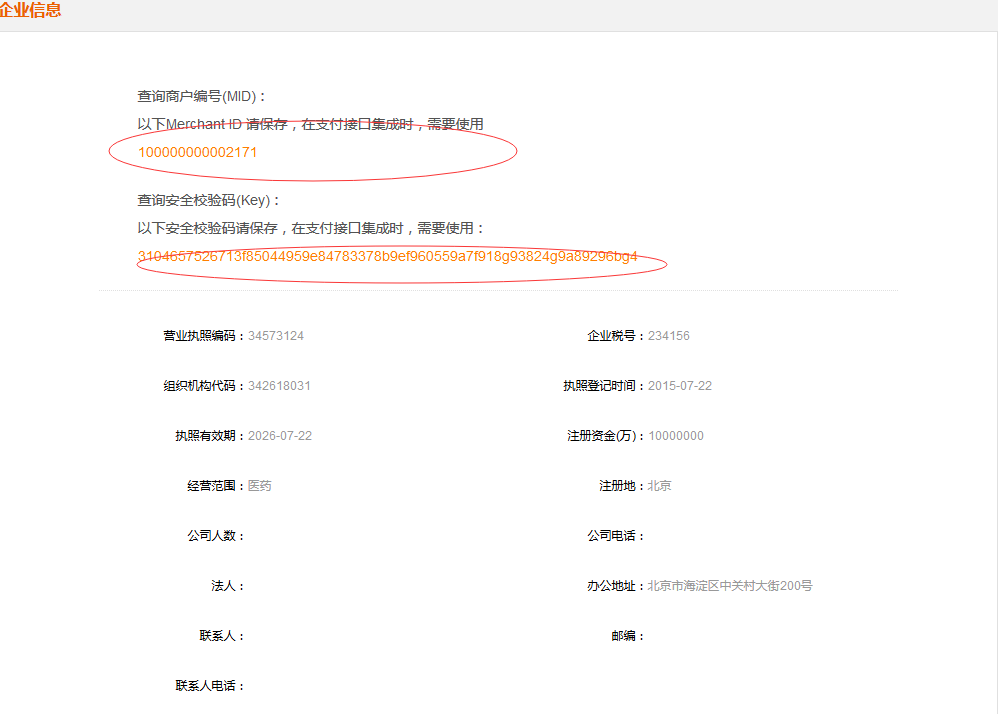 企业信息
查询商户编号(MID)：
以下Merchant ID 请保存，在支付接口集成时，需要使用
100000000002171
查询安全校验码(Key)：
以下安全校验码请保存，在支付接口集成时，需要使用：
3104657526713f85044959e84783378b9ef960559a7f918g93824g9a89296bg4
营业执照编码：34573124
企业税号：234156
组织机构代码：342618031
执照登记时间：2015-07-22
执照有效期：2026-07-22
注册资金(万)：10000000
经营范围：医药
注册地：北京
公司人数：
公司电话：
法人：
办公地址：北京市海淀区中关村大街200号
联系人：
邮编：
联系人电话：